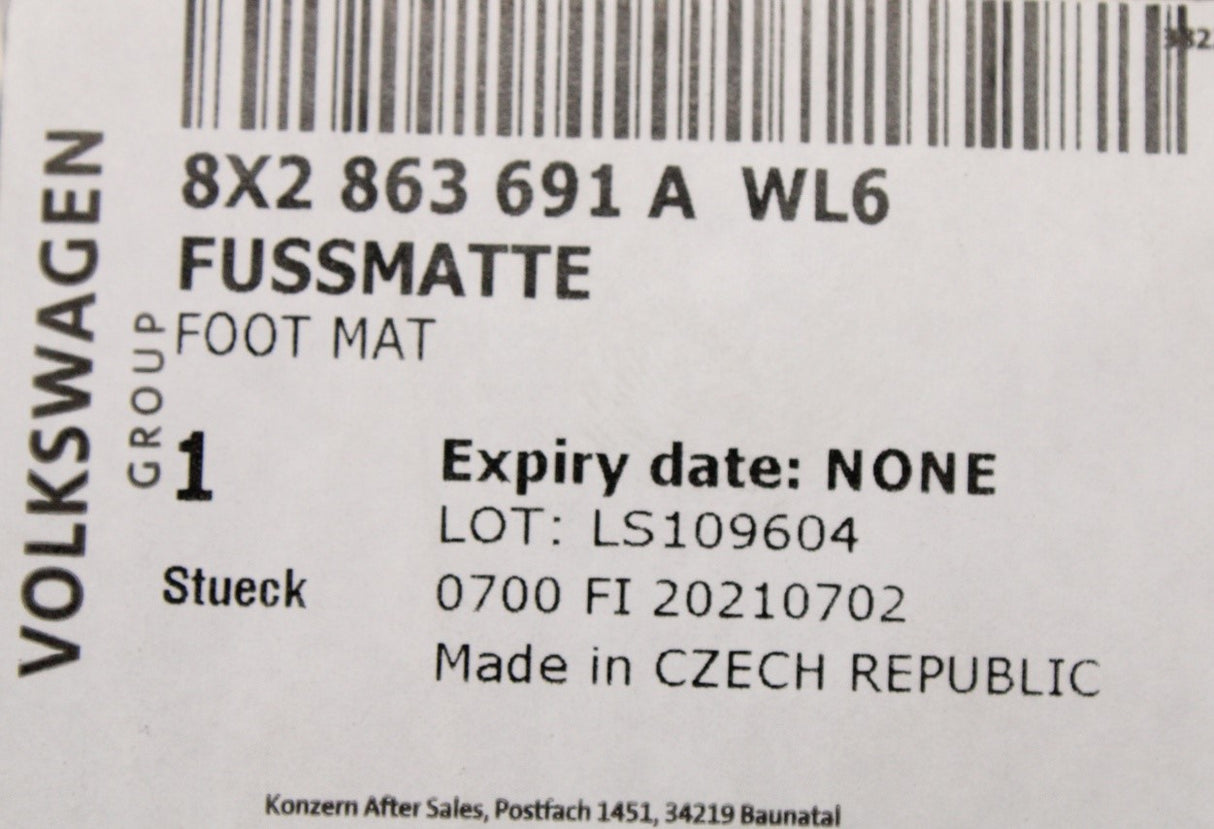 8X2 863 691 A WL6
FUSSMATTE
FOOT MAT
VOLKSWAGEN
GROUP
1
Stueck
Expiry date: NONE
LOT: LS109604
0700 FI 20210702
Made in CZECH REPUBLIC
Konzern After Sales, Postfach 1451, 34219 Baunatal